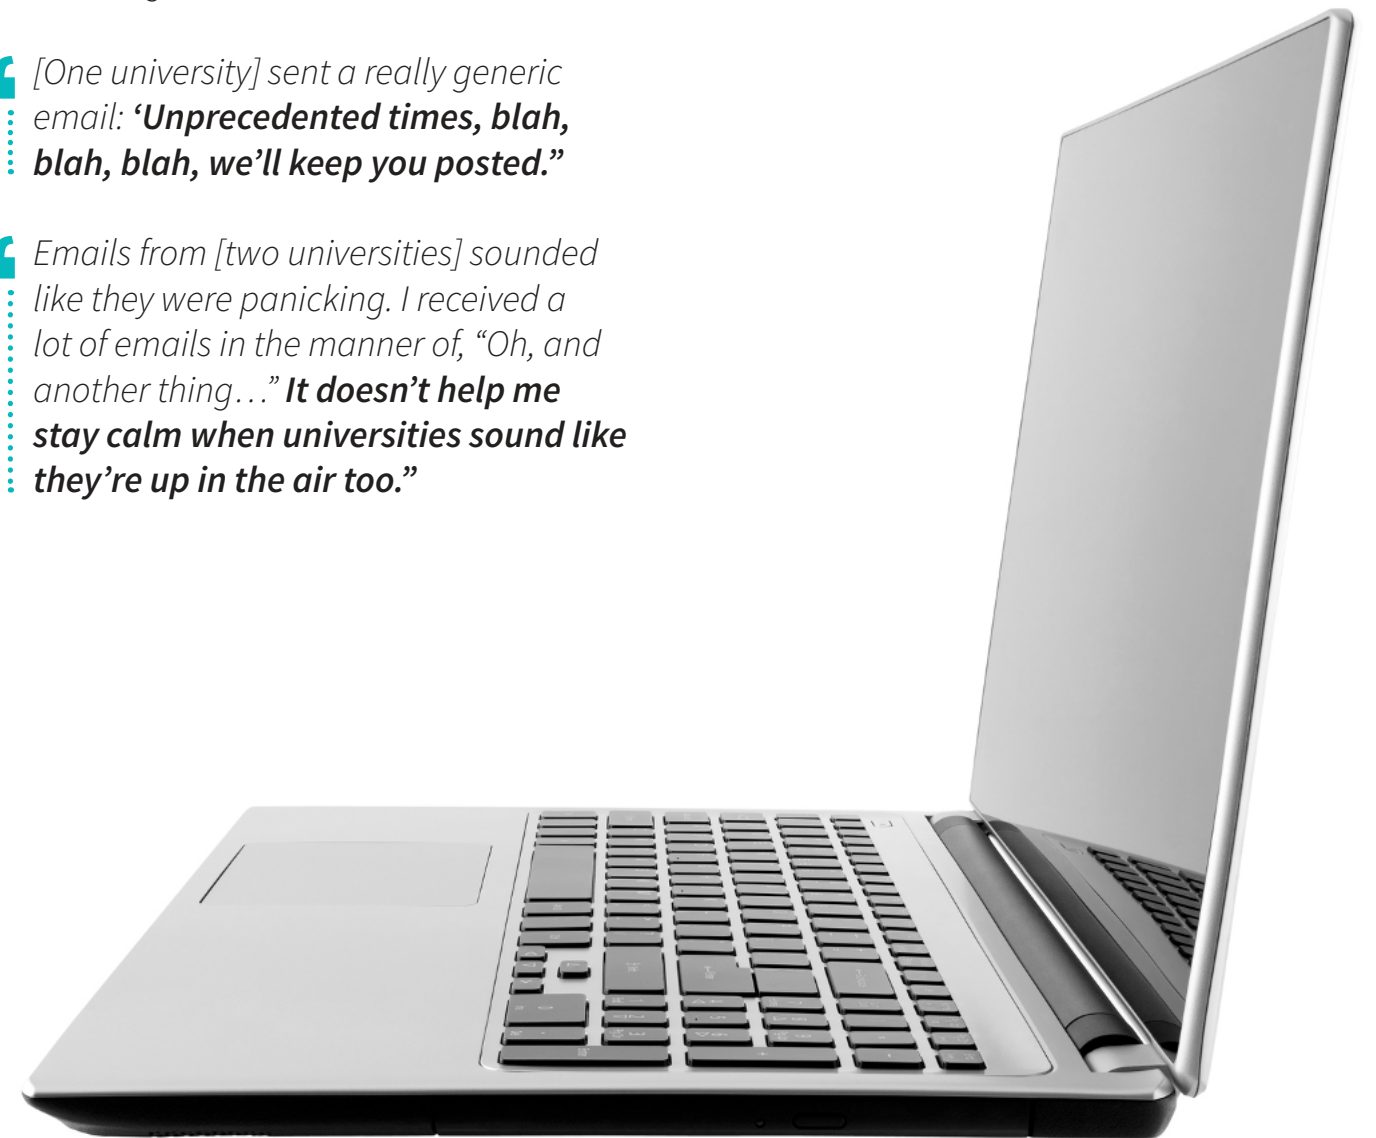 [One university] sent a really generic
email: ‘Unprecedented times, blah,
blah, blah, we’ll keep you posted.”
Emails from [two universities] sounded
like they were panicking. I received a
lot of emails in the manner of, “Oh, and
another thing…” It doesn’t help me
stay calm when universities sound like
they’re up in the air too.”